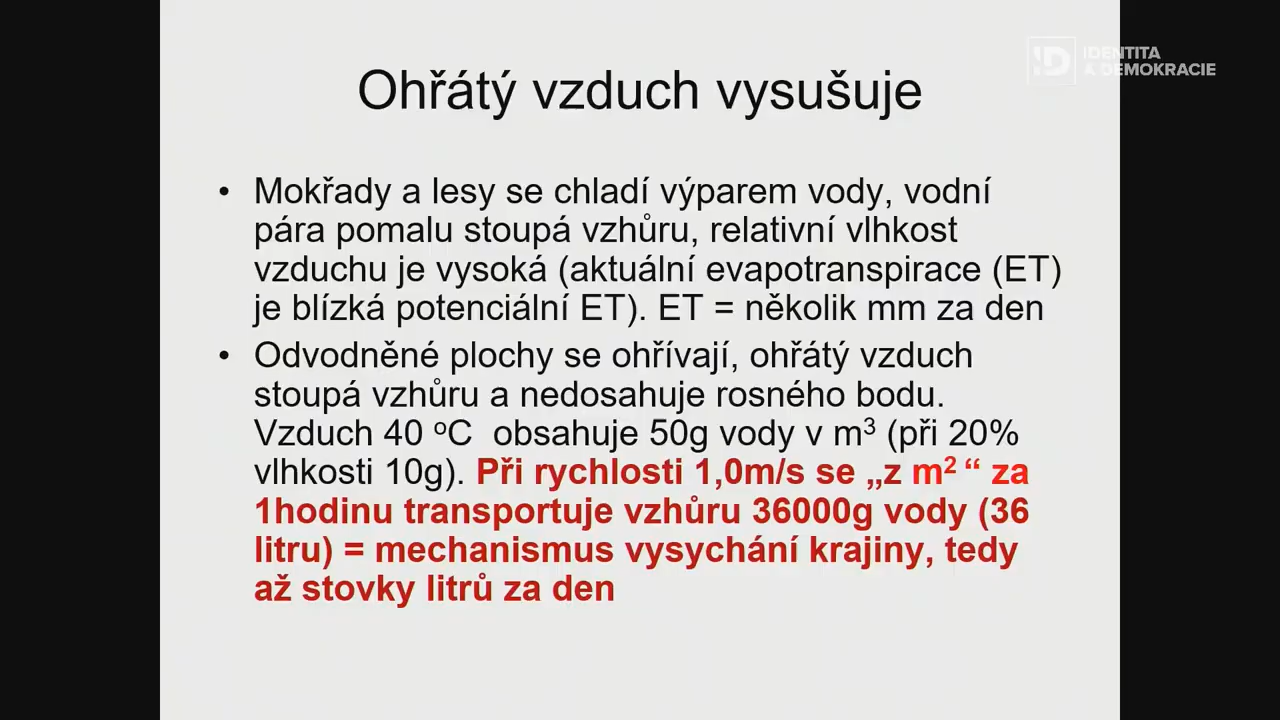 IDENTITA
A DEMOKRACIE
Ohřátý vzduch vysušuje
• Mokřady a lesy se chladí výparem vody, vodní
pára pomalu stoupá vzhůru, relativní vlhkost
vzduchu je vysoká (aktuální evapotranspirace (ET)
je blízká potenciální ET). ET = několik mm za den
• Odvodněné plochy se ohřívají, ohřátý vzduch
stoupá vzhůru a nedosahuje rosného bodu.
Vzduch 40 ºC obsahuje 50g vody v m³ (při 20%
vlhkosti 10g). Při rychlosti 1,0m/s se „z m² “ za
1hodinu transportuje vzhůru 36000g vody (36
litru) = mechanismus vysychání krajiny, tedy
až stovky litrů za den